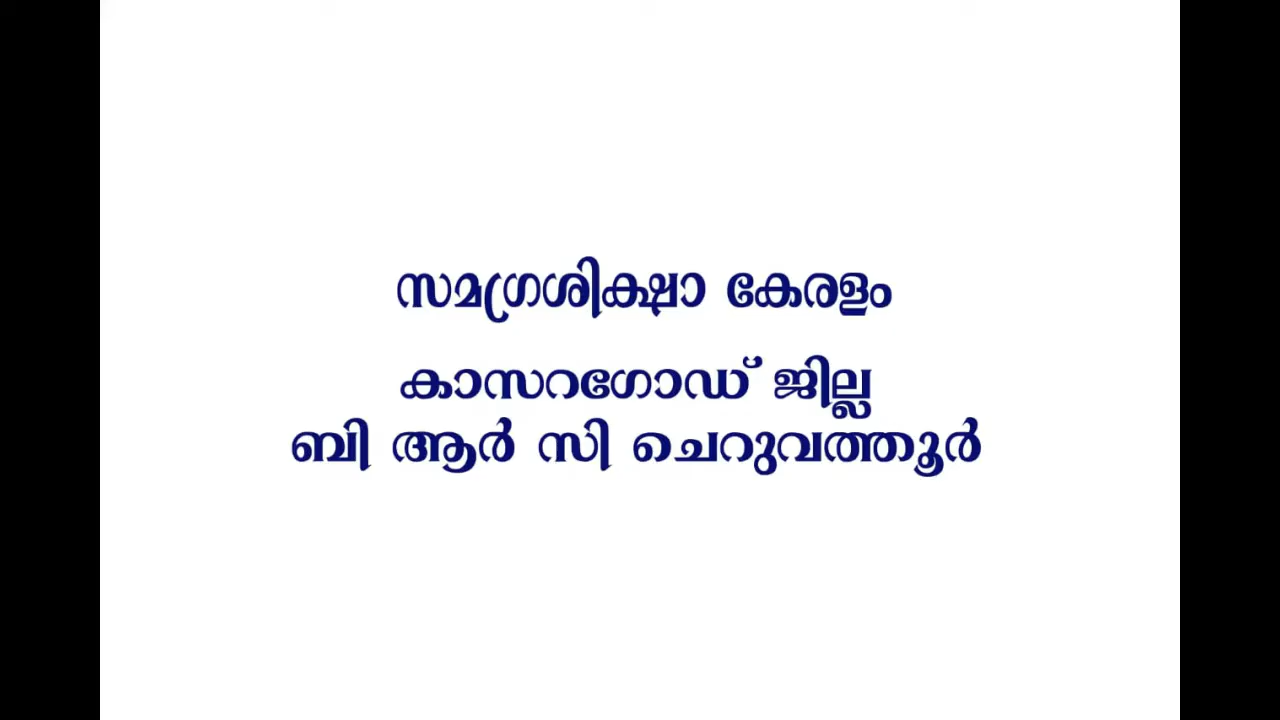 സമഗ്രശിക്ഷാ കേരളം
കാസറഗോഡ് ജില്ല
ബി ആർ സി ചെറുവത്തൂർ